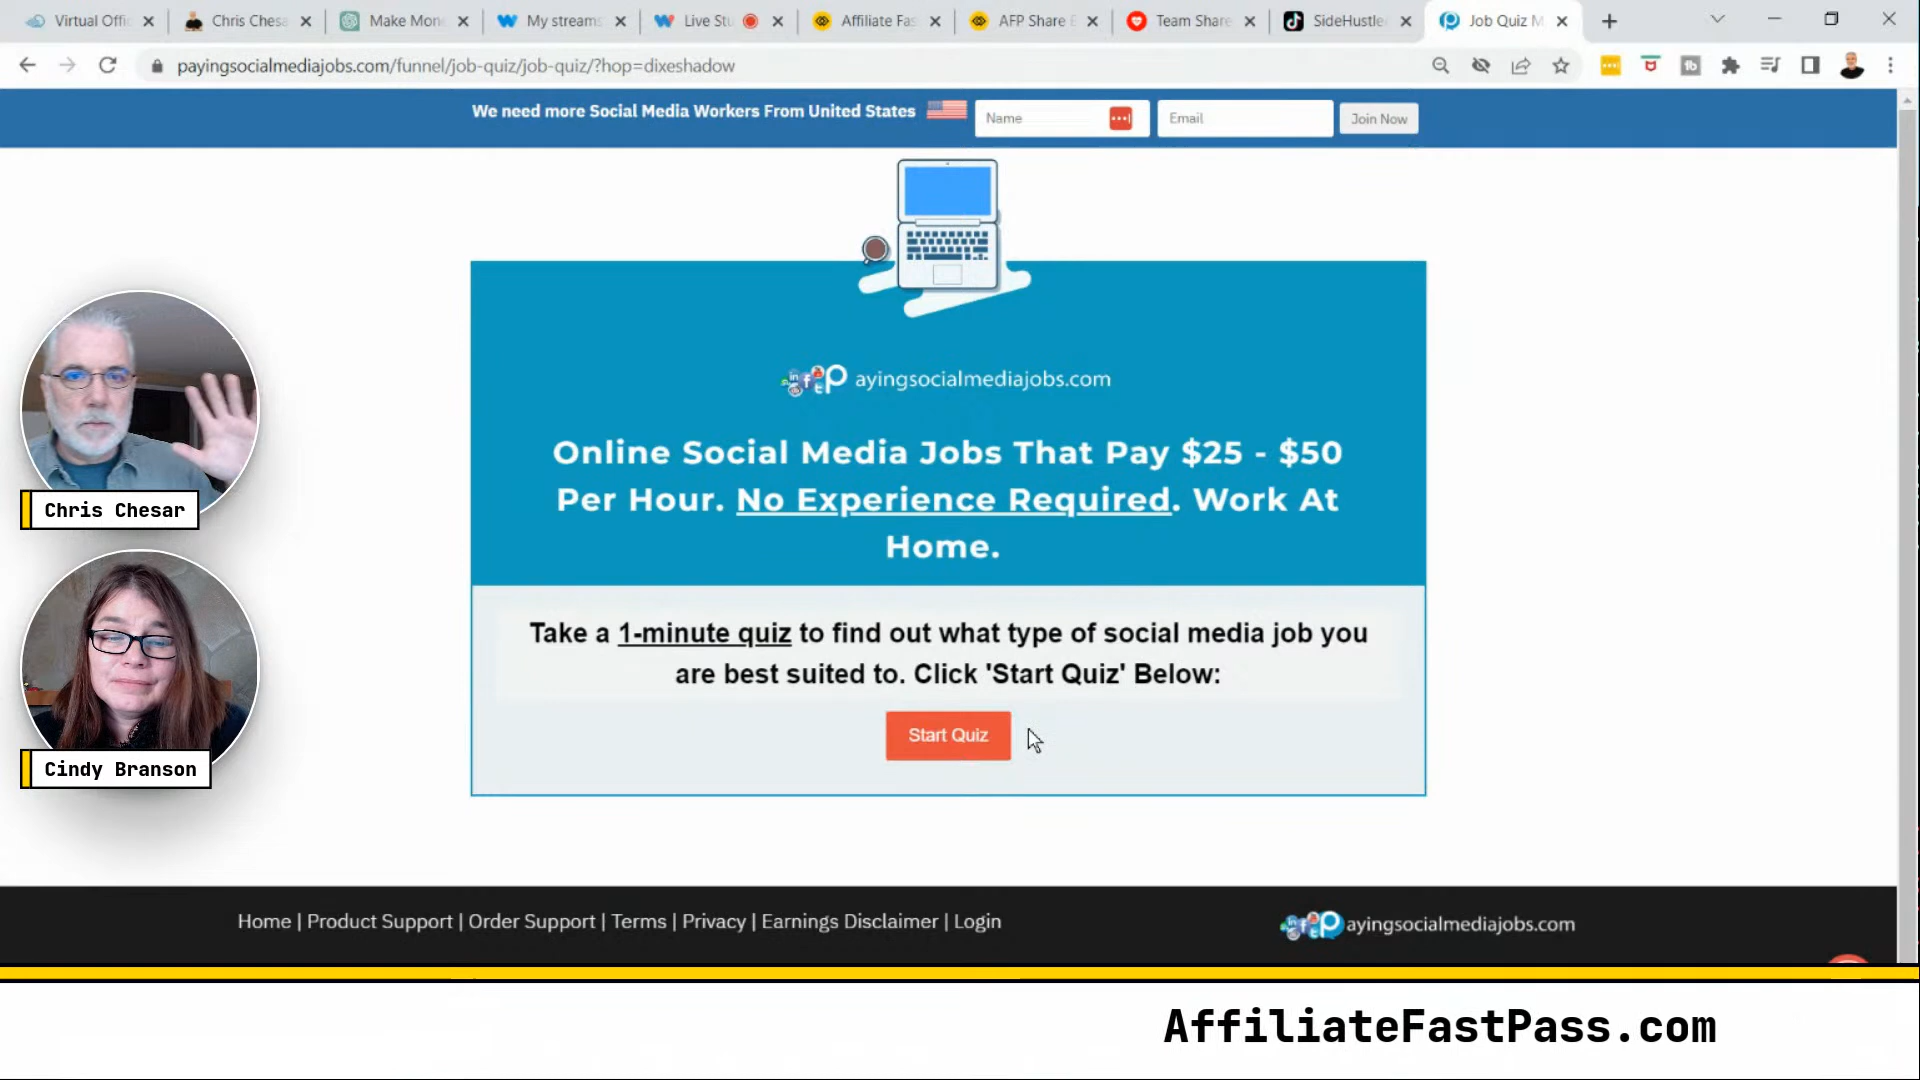 Virtual Offi
Chris Chesa
Make Mon
My streams
Live Stu
Affiliate Fas
AFP Share E
Team Share
SideHustle
Job Quiz M
payingsocialmediajobs.com/funnel/job-quiz/job-quiz/?hop=dixeshadow
We need more Social Media Workers From United States
Name
Email
Join Now
payingsocialmediajobs.com
Online Social Media Jobs That Pay $25 - $50
Per Hour. No Experience Required. Work At
Home.
Take a 1-minute quiz to find out what type of social media job you
are best suited to. Click 'Start Quiz' Below:
Start Quiz
Chris Chesar
Cindy Branson
Home | Product Support | Order Support | Terms | Privacy | Earnings Disclaimer | Login
payingsocialmediajobs.com
AffiliateFastPass.com